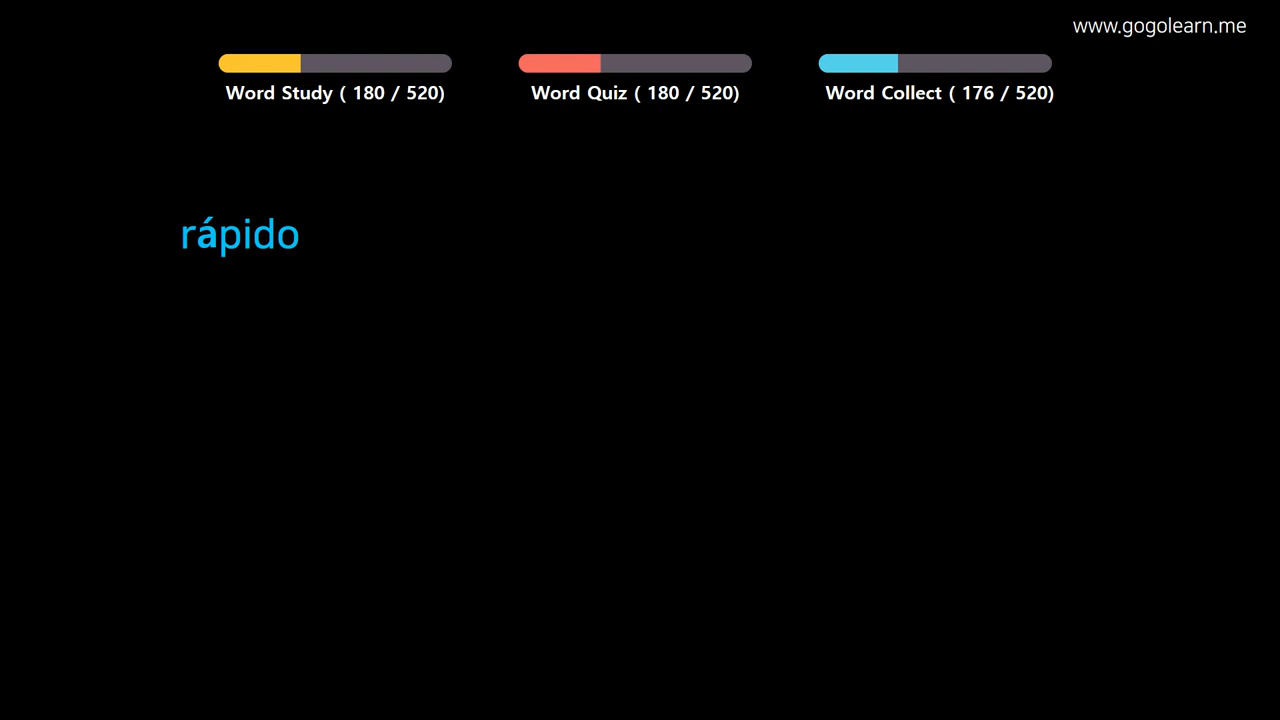 www.gogolearn.me
Word Study ( 180 / 520)
Word Quiz ( 180 / 520)
Word Collect ( 176 / 520)
rápido